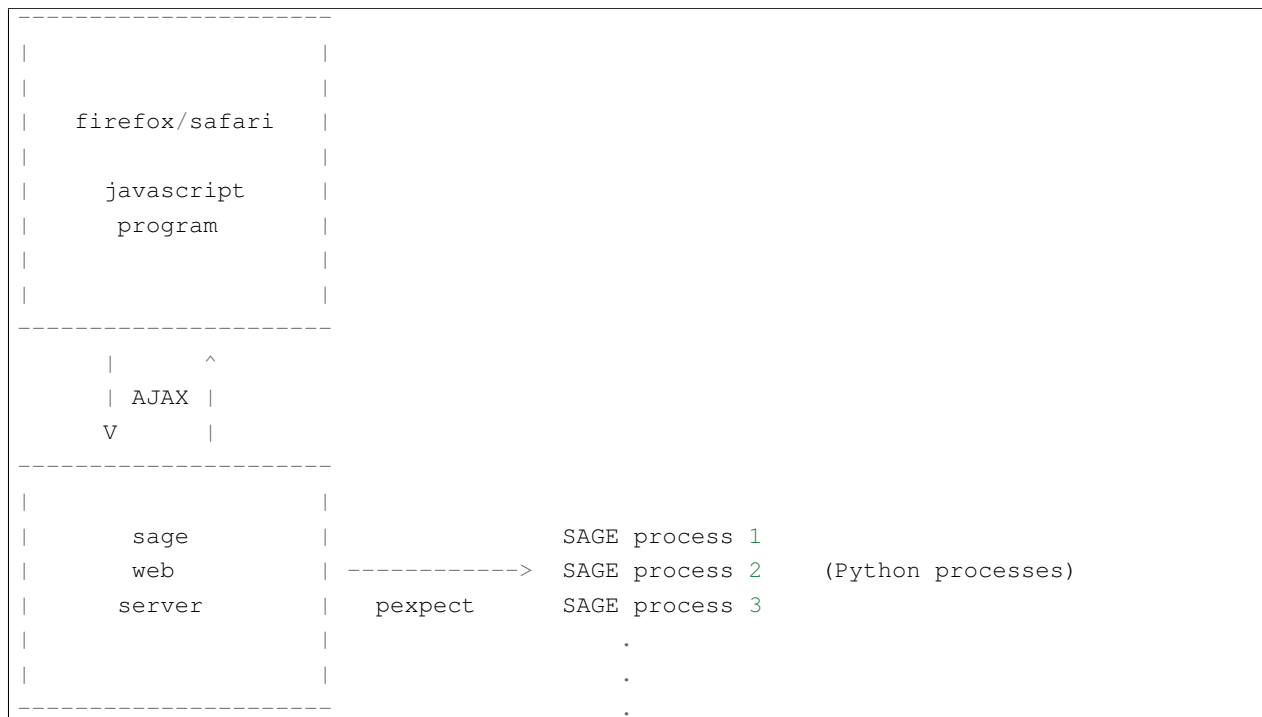 ----------------------
|                    |
|                    |
|   firefox/safari   |
|                    |
|     javascript     |
|      program       |
|                    |
|                    |
----------------------
      |      ^
      | AJAX |
      V      |
----------------------
|                    |
|       sage         |                SAGE process 1
|       web          | ------------>  SAGE process 2    (Python processes)
|      server        |   pexpect      SAGE process 3
|                    |                    .
|                    |                    .
----------------------                    .